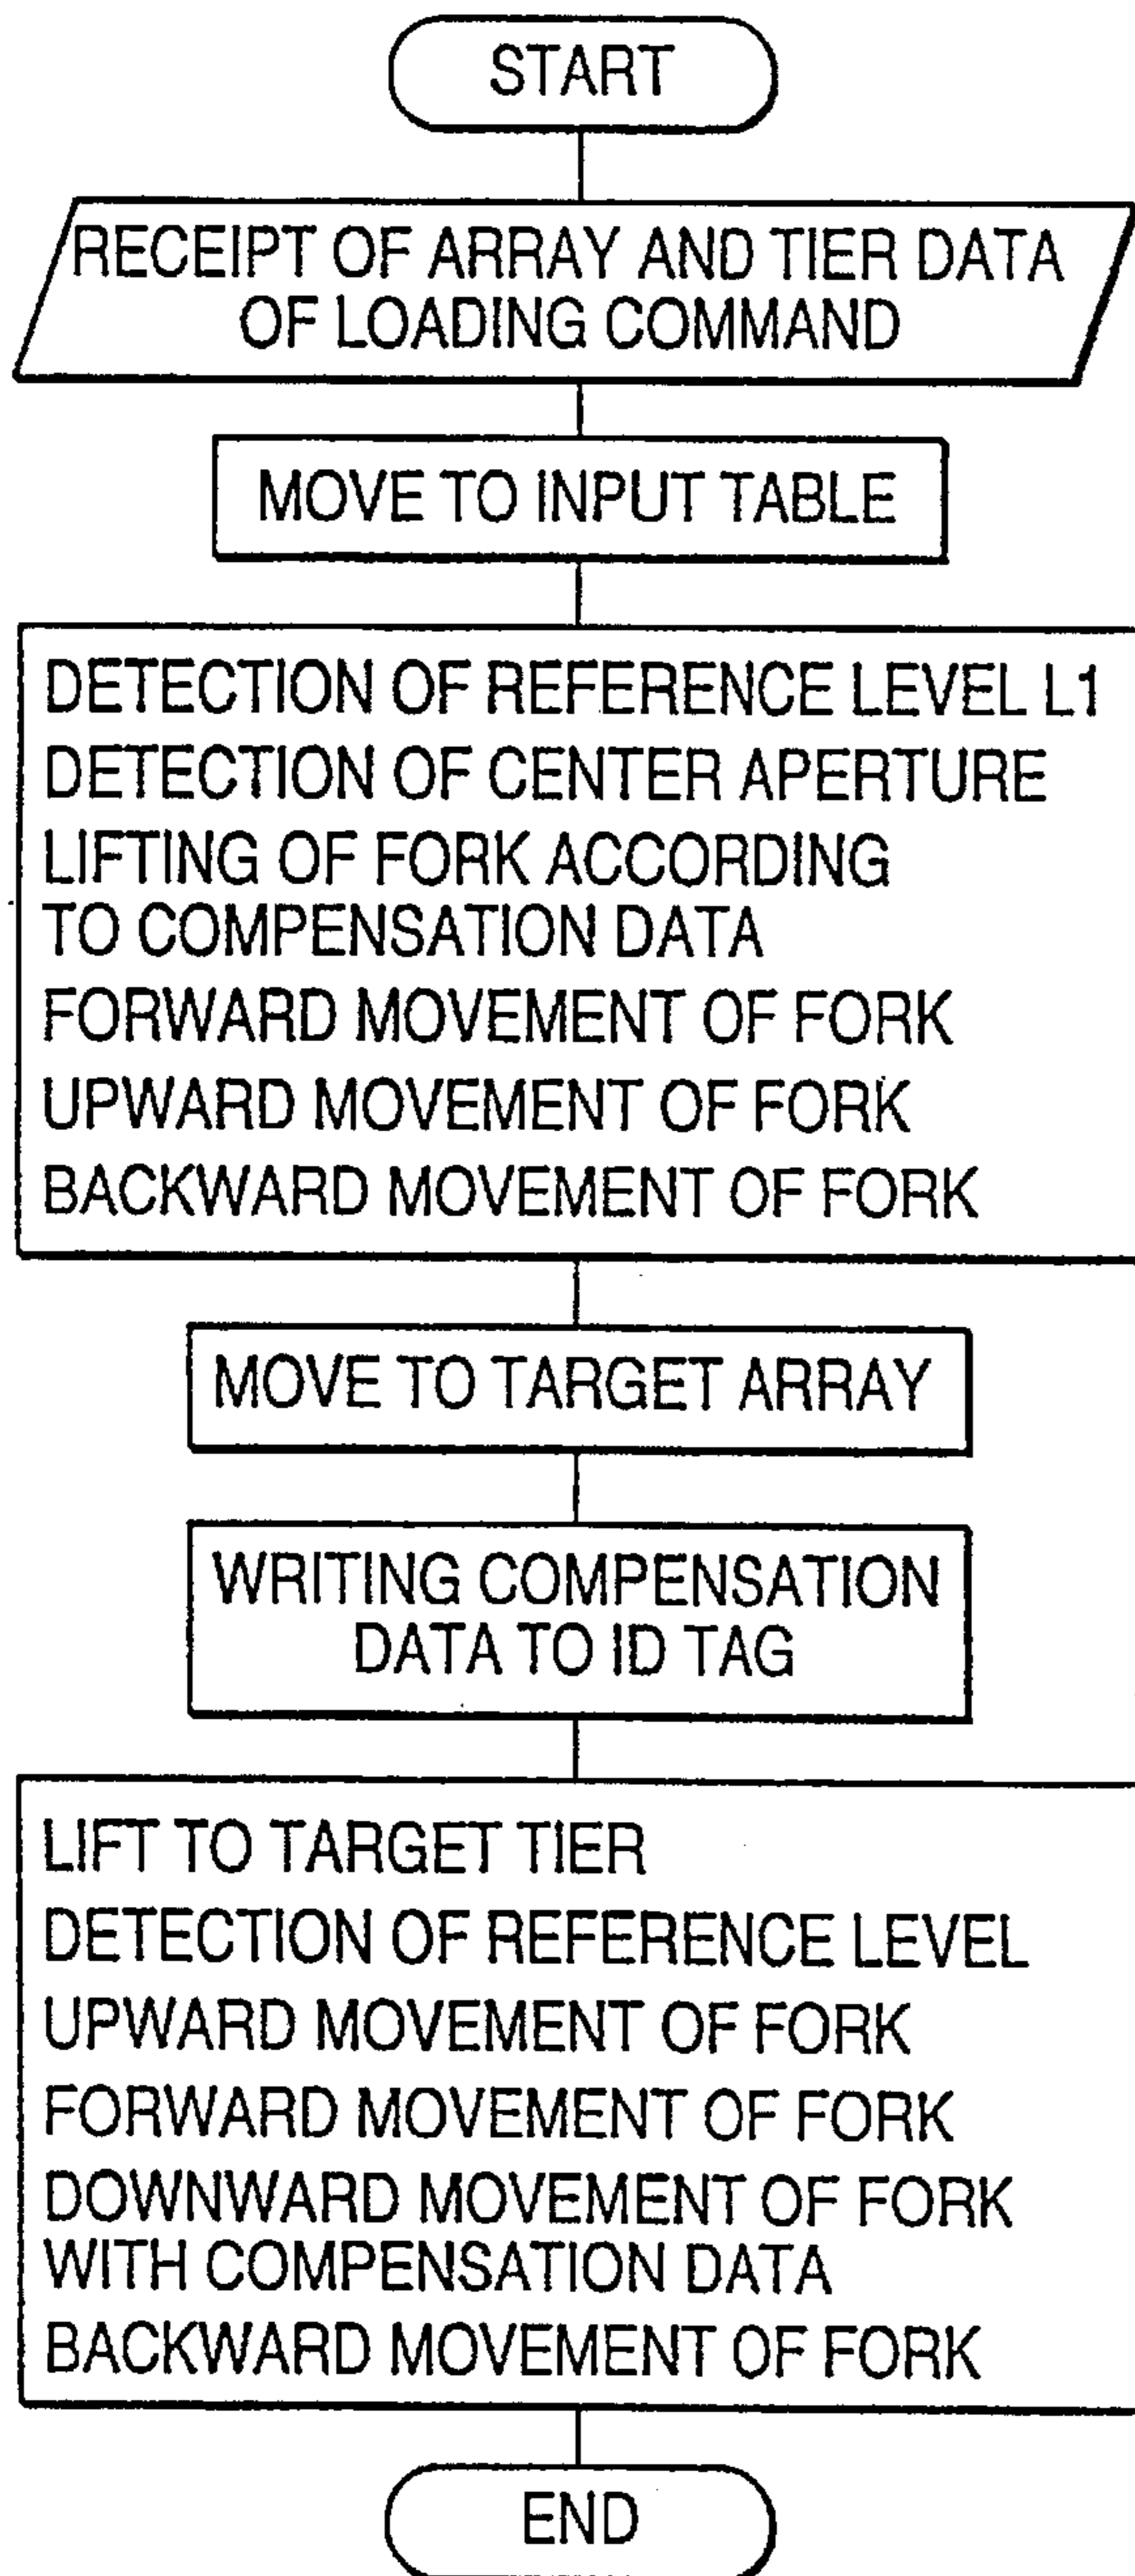 START
RECEIPT OF ARRAY AND TIER DATA
OF LOADING COMMAND
MOVE TO INPUT TABLE
DETECTION OF REFERENCE LEVEL L1
DETECTION OF CENTER APERTURE
LIFTING OF FORK ACCORDING
TO COMPENSATION DATA
FORWARD MOVEMENT OF FORK
UPWARD MOVEMENT OF FORK
BACKWARD MOVEMENT OF FORK
MOVE TO TARGET ARRAY
WRITING COMPENSATION
DATA TO ID TAG
LIFT TO TARGET TIER
DETECTION OF REFERENCE LEVEL
UPWARD MOVEMENT OF FORK
FORWARD MOVEMENT OF FORK
DOWNWARD MOVEMENT OF FORK
WITH COMPENSATION DATA
BACKWARD MOVEMENT OF FORK
END